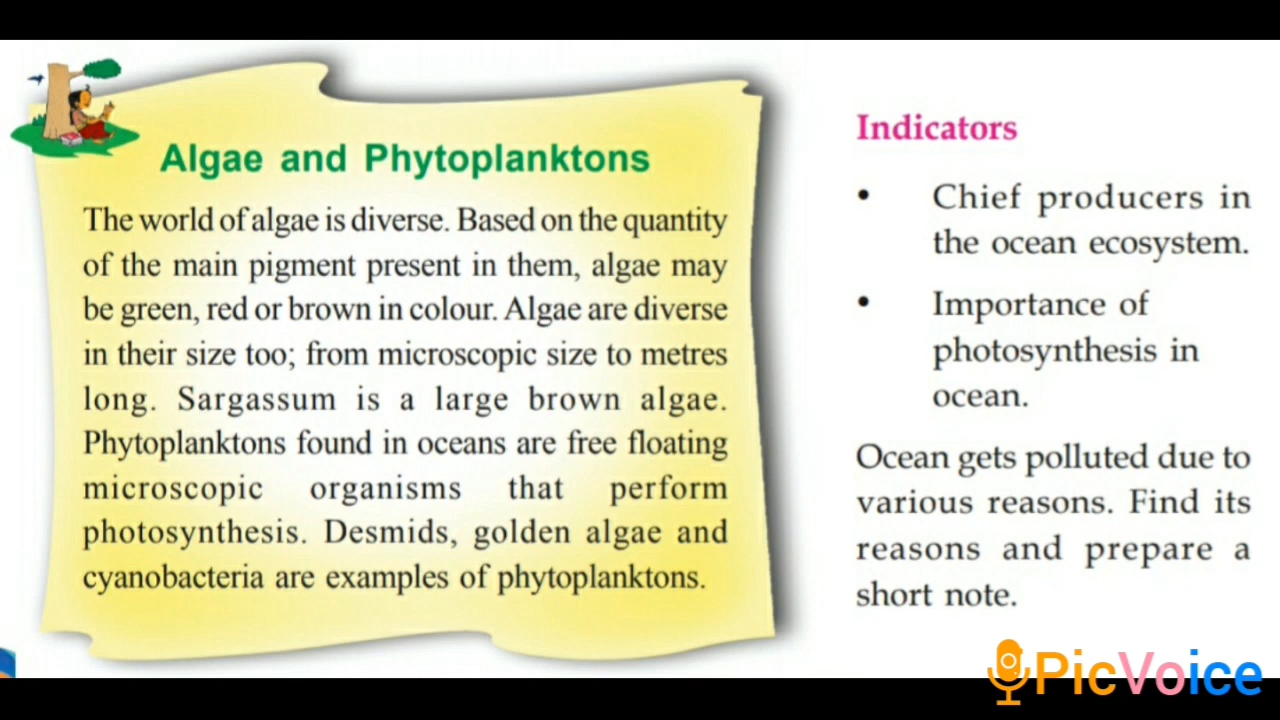 Algae and Phytoplanktons
The world of algae is diverse. Based on the quantity
of the main pigment present in them, algae may
be green, red or brown in colour. Algae are diverse
in their size too; from microscopic size to metres
long. Sargassum is a large brown algae.
Phytoplanktons found in oceans are free floating
microscopic organisms that perform
photosynthesis. Desmids, golden algae and
cyanobacteria are examples of phytoplanktons.
Indicators
• Chief producers in
the ocean ecosystem.
• Importance of
photosynthesis in
ocean.
Ocean gets polluted due to
various reasons. Find its
reasons and prepare a
short note.
PicVoice